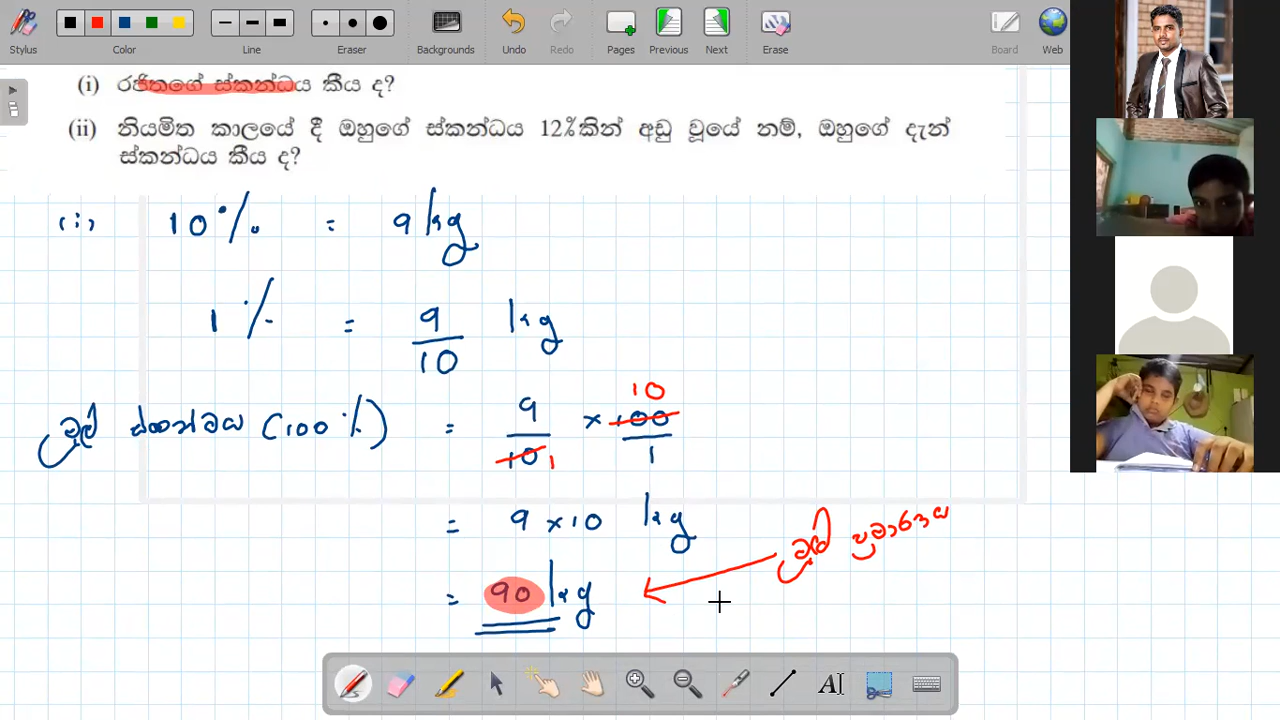 Stylus Color Line Eraser Backgrounds Undo Redo Pages Previous Next Erase Board Web
(i) රජිතගේ ස්කන්ධය කීය ද?
(ii) නියමිත කාලයේ දී ඔහුගේ ස්කන්ධය 12%කින් අඩු වූයේ නම්, ඔහුගේ දැන්
ස්කන්ධය කීය ද?
(i) 10% = 9 kg
1% = 9/10 kg
මුල් ස්කන්ධය (100%) = 9/10 1 × 100/1 10
= 9 × 10 kg
මුල් ප්‍රමාණය
= 90 kg